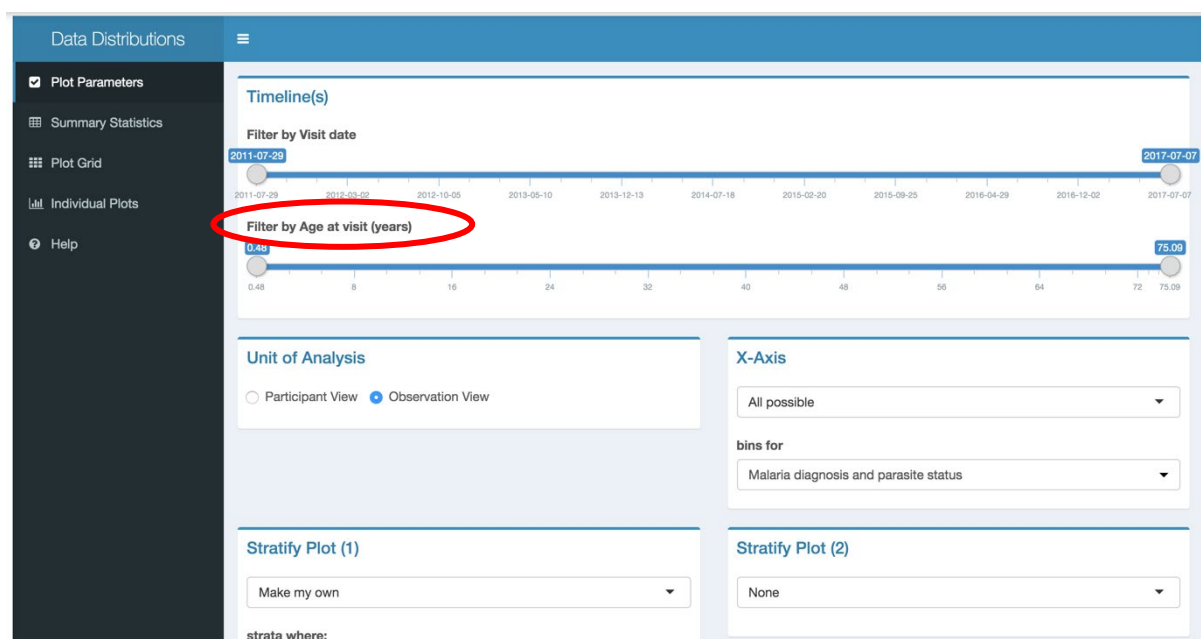 Data Distributions
Plot Parameters
Summary Statistics
Plot Grid
Individual Plots
Help
Timeline(s)
Filter by Visit date
2011-07-29 2017-07-07
2011-07-29 2012-03-02 2012-10-05 2013-05-10 2013-12-13 2014-07-18 2015-02-20 2015-09-25 2016-04-29 2016-12-02 2017-07-07
Filter by Age at visit (years)
0.48 75.09
0.48 8 16 24 32 40 48 56 64 72 75.09
Unit of Analysis
Participant View Observation View
X-Axis
All possible
bins for
Malaria diagnosis and parasite status
Stratify Plot (1)
Make my own
strata where:
Stratify Plot (2)
None